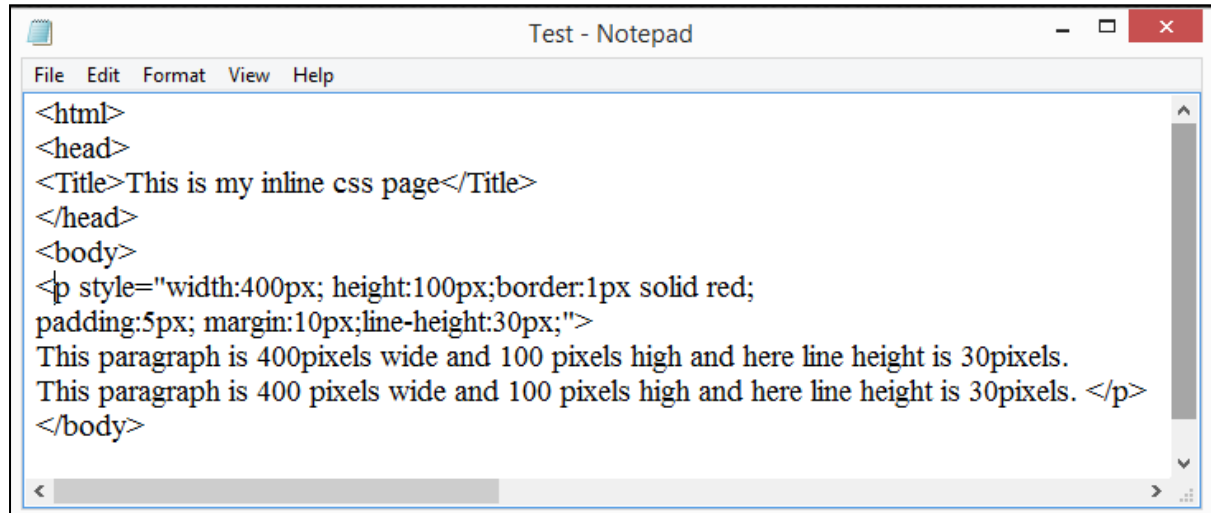 Test - Notepad
File Edit Format View Help
<html>
<head>
<Title>This is my inline css page</Title>
</head>
<body>
<p style="width:400px; height:100px;border:1px solid red;
padding:5px; margin:10px;line-height:30px;">
This paragraph is 400pixels wide and 100 pixels high and here line height is 30pixels.
This paragraph is 400 pixels wide and 100 pixels high and here line height is 30pixels. </p>
</body>